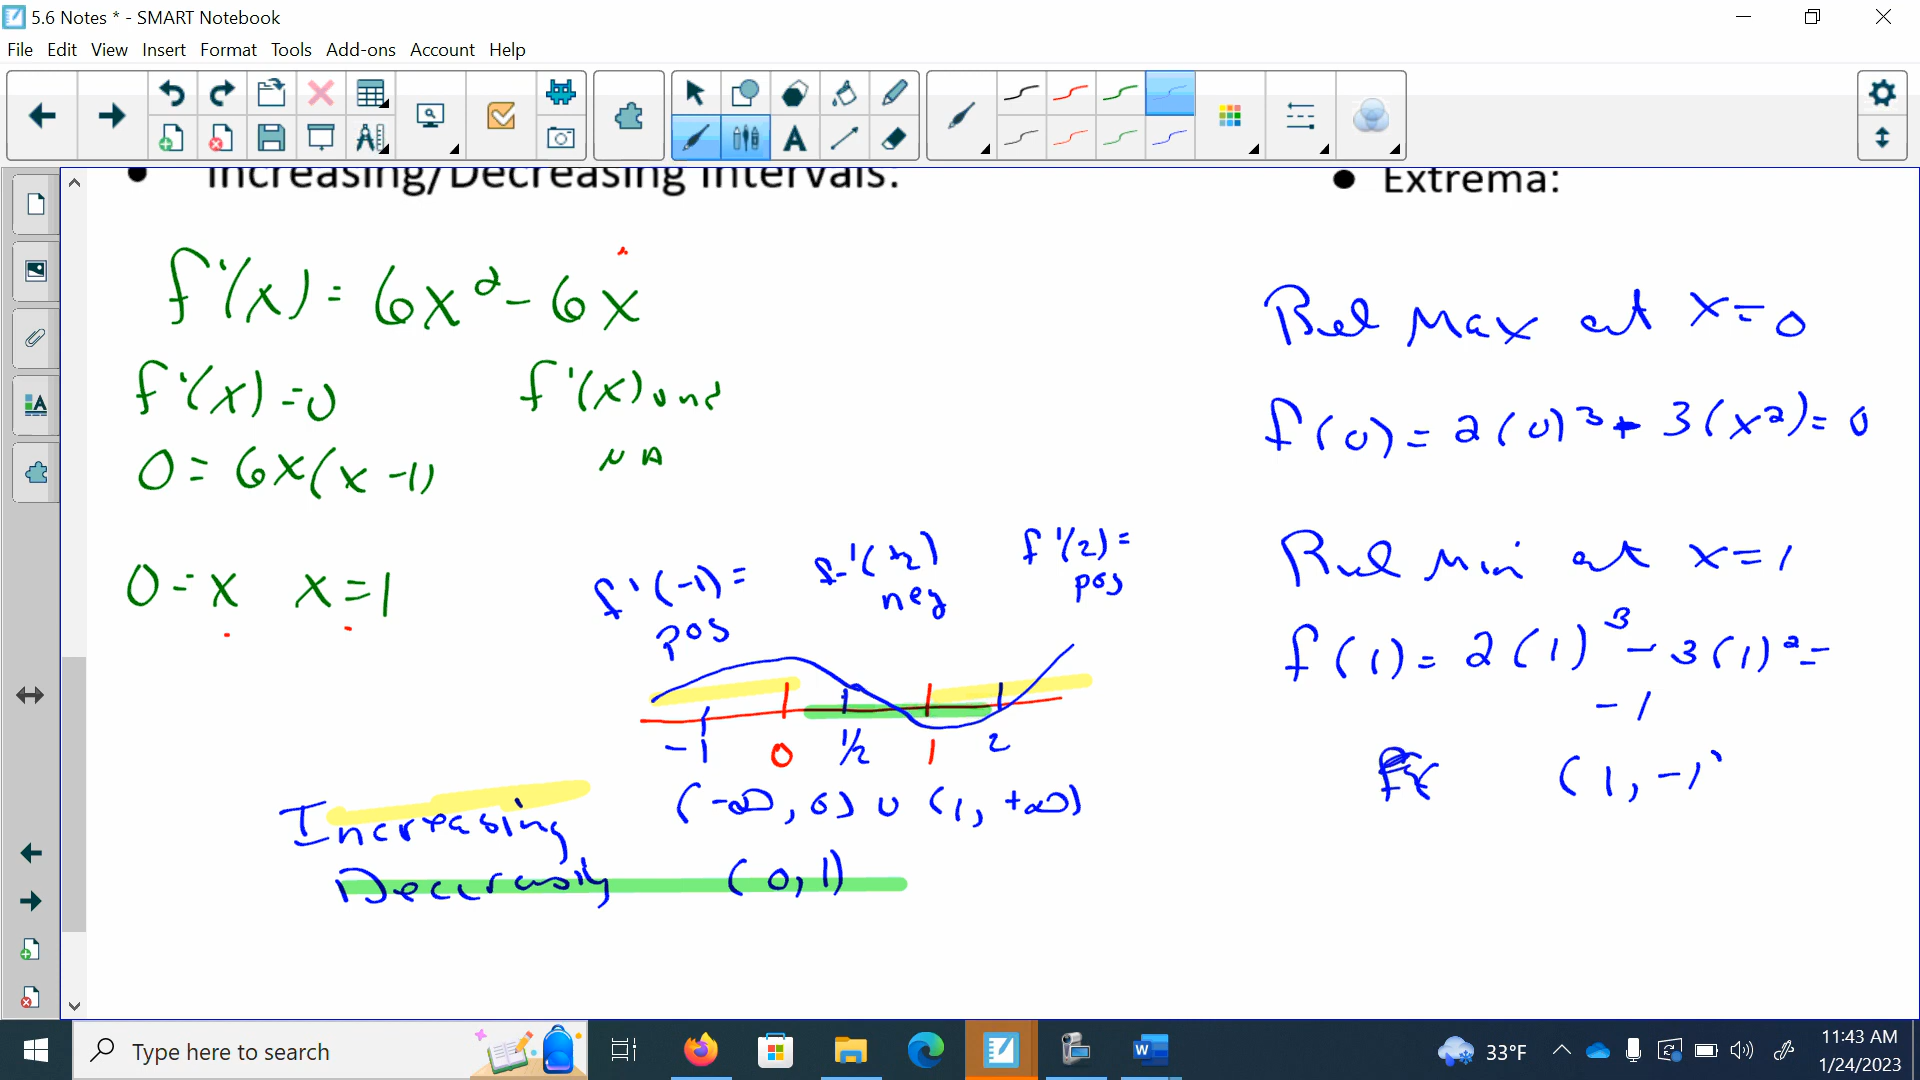 5.6 Notes * - SMART Notebook
File Edit View Insert Format Tools Add-ons Account Help
• Increasing/Decreasing Intervals:
• Extrema:
f'(x) = 6x² - 6x
f'(x) = 0
f'(x) und
0 = 6x(x - 1)
NA
0 = x x = 1
f'(-1) =
pos
f'(½)
neg
f'(2) =
pos
-1 0 ½ 1 2
Increasing (-∞, 0) ∪ (1, +∞)
Decreasing (0, 1)
Rel Max at x = 0
f(0) = 2(0)³ - 3(x²) = 0
Rel Min at x = 1
f(1) = 2(1)³ - 3(1)² =
-1
(1, -1)
Type here to search
33°F
11:43 AM
1/24/2023